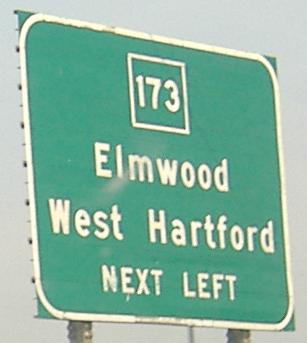 173
Elmwood
West Hartford
NEXT LEFT